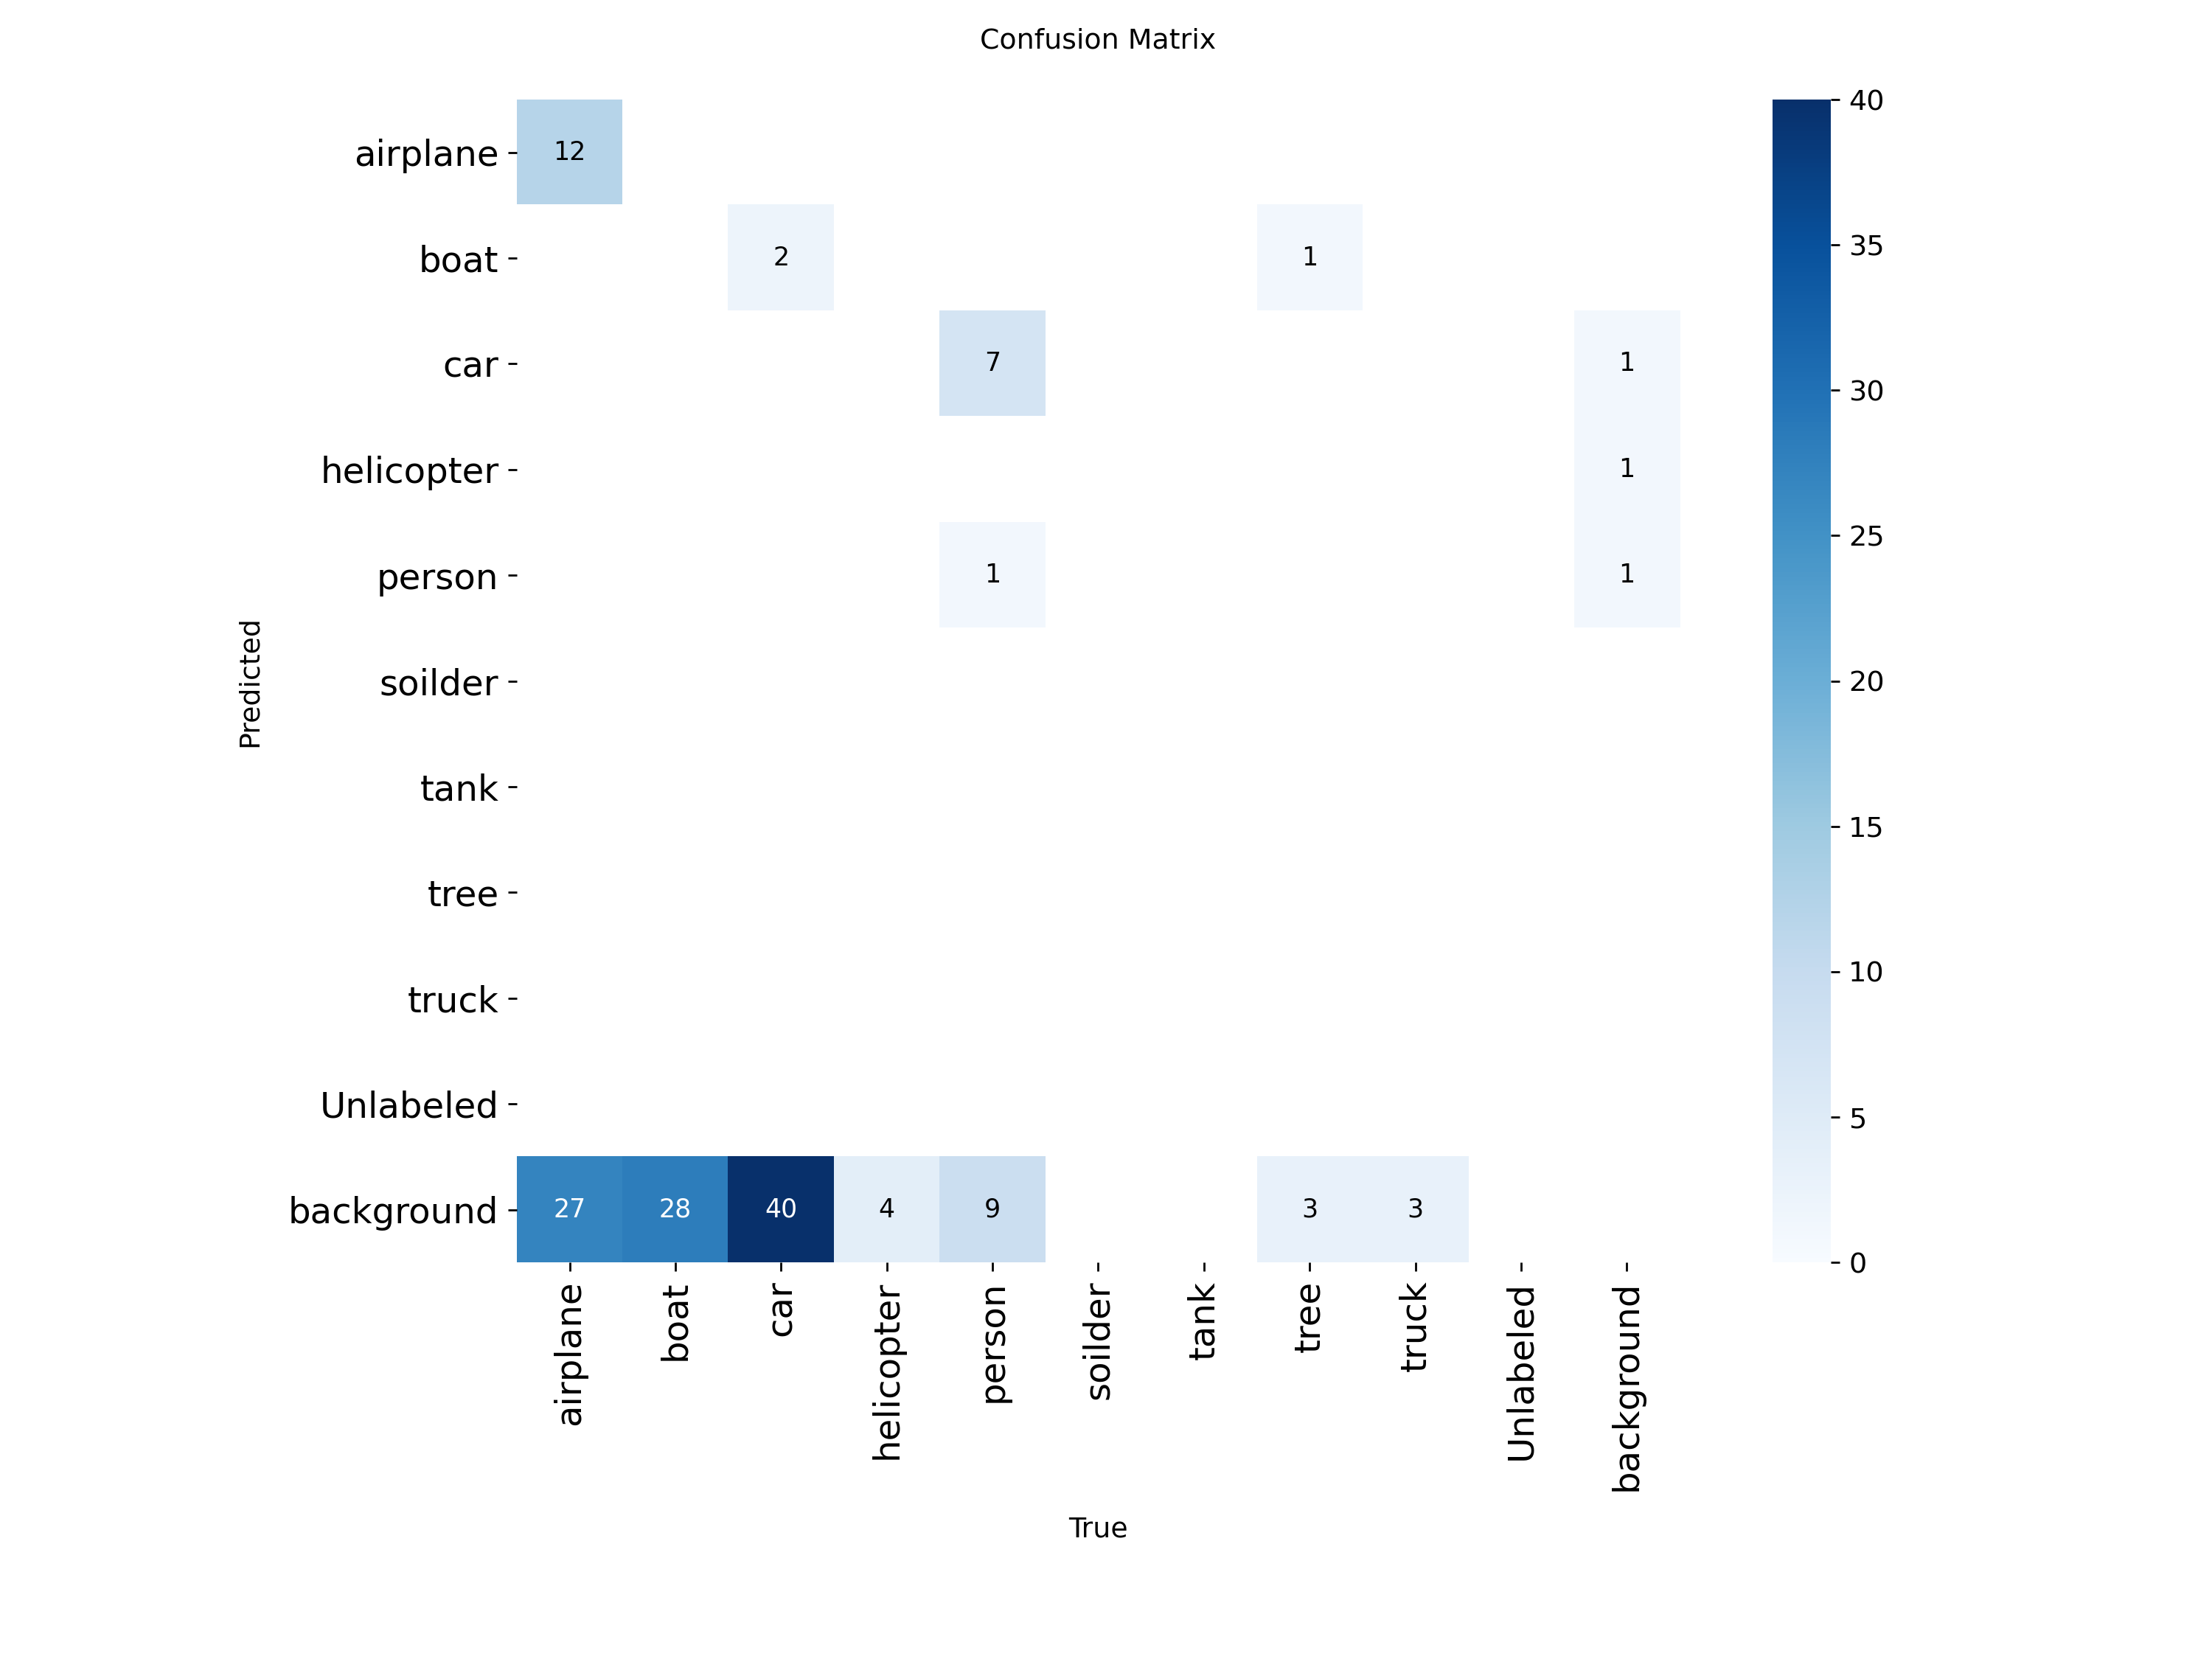 Confusion Matrix
airplane
12
boat
2 1
car
7 1
helicopter
1
person
1 1
soilder
tank
tree
truck
Unlabeled
background
27 28 40 4 9 3 3
Predicted
airplane
boat
car
helicopter
person
soilder
tank
tree
truck
Unlabeled
background
True
40
35
30
25
20
15
10
5
0